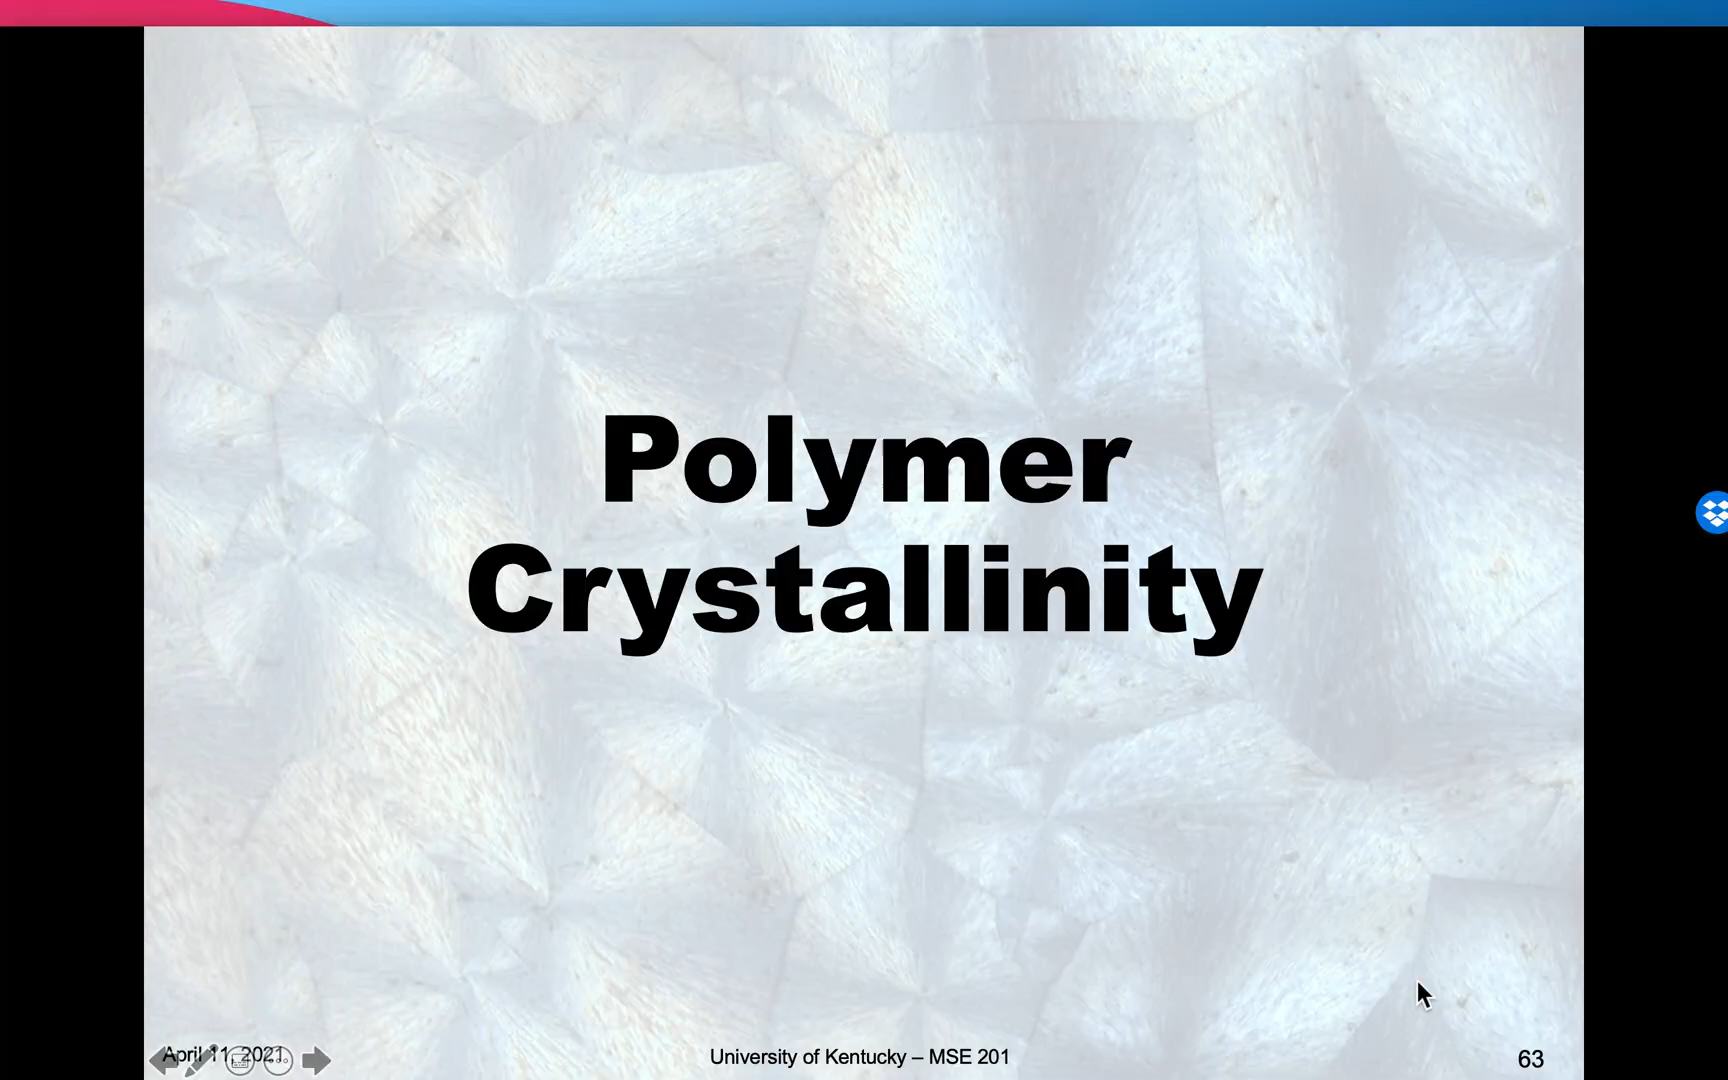 Polymer
Crystallinity
April 11, 2021
University of Kentucky – MSE 201
63